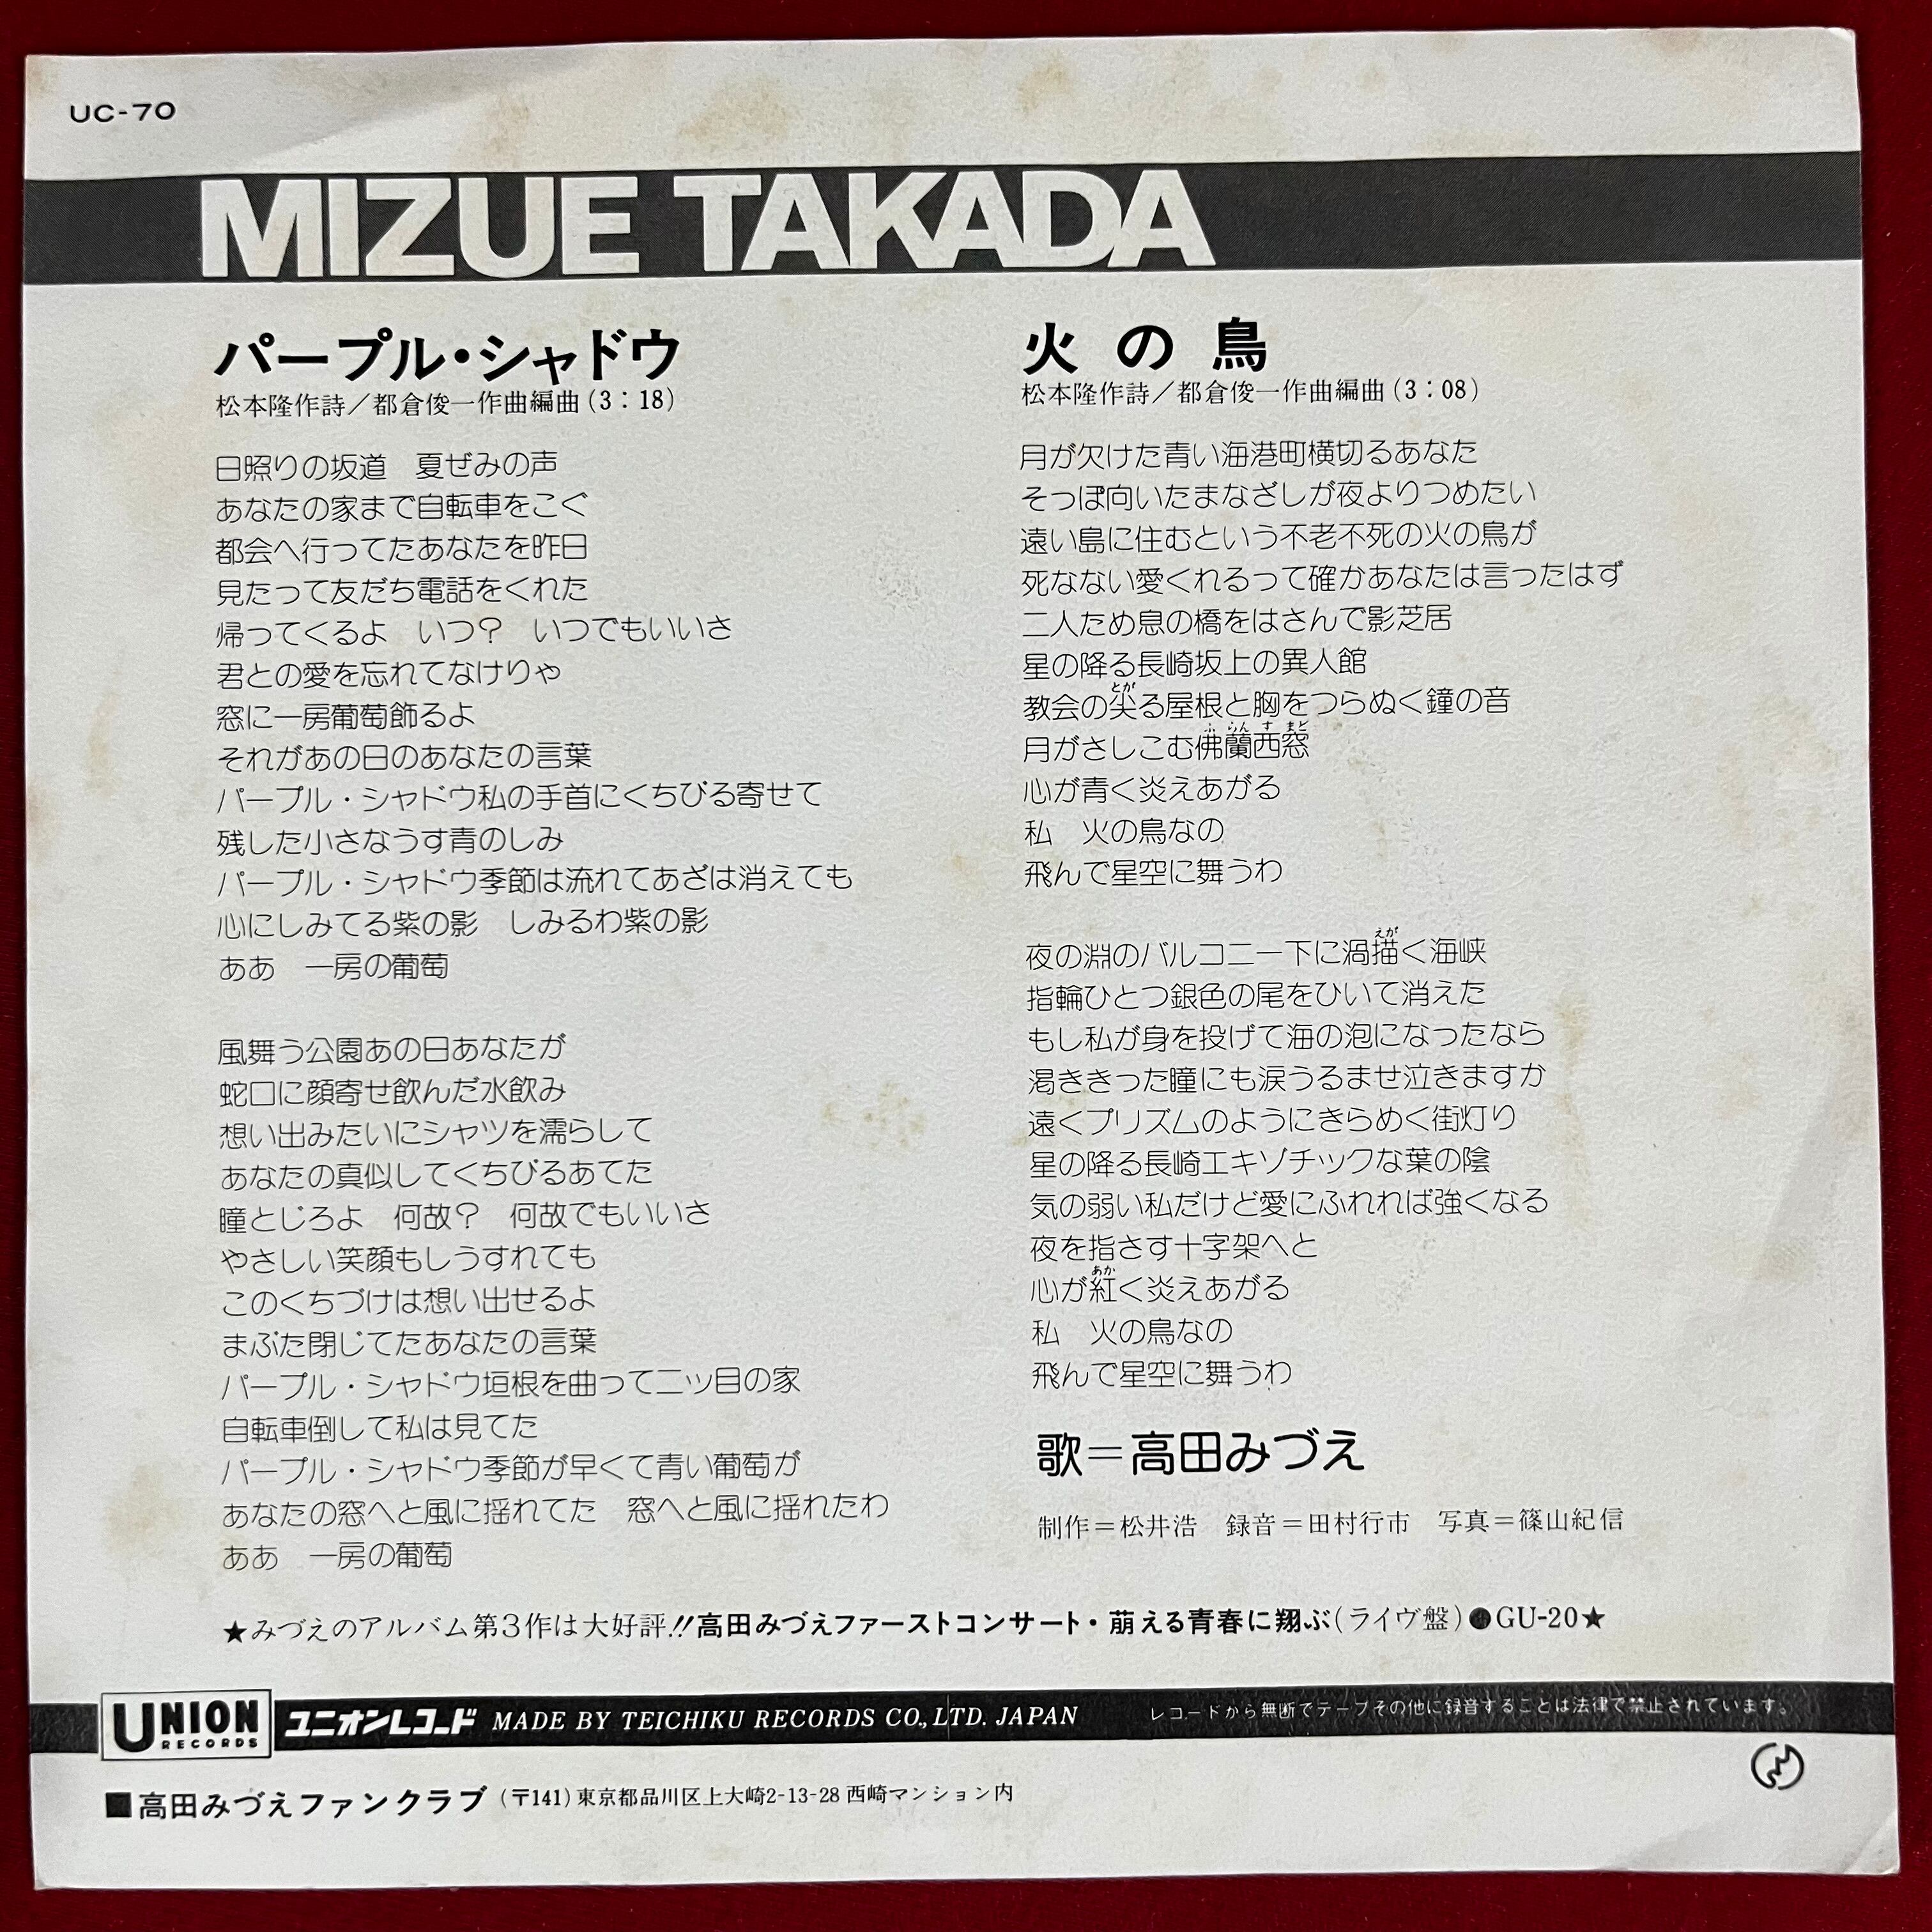 UC-70
MIZUE TAKADA
パープル・シャドウ
松本隆作詩／都倉俊一作曲編曲(3：18)
日照りの坂道　夏ぜみの声
あなたの家まで自転車をこぐ
都会へ行ってたあなたを昨日
見たって友だち電話をくれた
帰ってくるよ　いつ？　いつでもいいさ
君との愛を忘れてなけりゃ
窓に一房葡萄飾るよ
それがあの日のあなたの言葉
パープル・シャドウ私の手首にくちびる寄せて
残した小さなうす青のしみ
パープル・シャドウ季節は流れてあざは消えても
心にしみてる紫の影　しみるわ紫の影
ああ　一房の葡萄
風舞う公園あの日あなたが
蛇口に顔寄せ飲んだ水飲み
想い出みたいにシャツを濡らして
あなたの真似してくちびるあてた
瞳とじろよ　何故？　何故でもいいさ
やさしい笑顔もしうすれても
このくちづけは想い出せるよ
まぶた閉じてたあなたの言葉
パープル・シャドウ垣根を曲って二ッ目の家
自転車倒して私は見てた
パープル・シャドウ季節が早くて青い葡萄が
あなたの窓へと風に揺れてた　窓へと風に揺れたわ
ああ　一房の葡萄
火の鳥
松本隆作詩／都倉俊一作曲編曲(3：08)
月が欠けた青い海港町横切るあなた
そっぽ向いたまなざしが夜よりつめたい
遠い島に住むという不老不死の火の鳥が
死なない愛くれるって確かあなたは言ったはず
二人ため息の橋をはさんで影芝居
星の降る長崎坂上の異人館
教会の尖る屋根と胸をつらぬく鐘の音
月がさしこむ佛蘭西窓
心が青く炎えあがる
私　火の鳥なの
飛んで星空に舞うわ
夜の淵のバルコニー下に渦描く海峡
指輪ひとつ銀色の尾をひいて消えた
もし私が身を投げて海の泡になったなら
渇ききった瞳にも涙うるませ泣きますか
遠くプリズムのようにきらめく街灯り
星の降る長崎エキゾチックな葉の陰
気の弱い私だけど愛にふれれば強くなる
夜を指さす十字架へと
心が紅く炎えあがる
私　火の鳥なの
飛んで星空に舞うわ
歌＝高田みづえ
制作＝松井浩　録音＝田村行市　写真＝篠山紀信
★みづえのアルバム第3作は大好評!!高田みづえファーストコンサート・萠える青春に翔ぶ(ライヴ盤)●GU-20★
UNION RECORDS ユニオンレコード MADE BY TEICHIKU RECORDS CO.,LTD. JAPAN レコードから無断でテープその他に録音することは法律で禁止されています。
■高田みづえファンクラブ (〒141)東京都品川区上大崎2-13-28 西崎マンション内